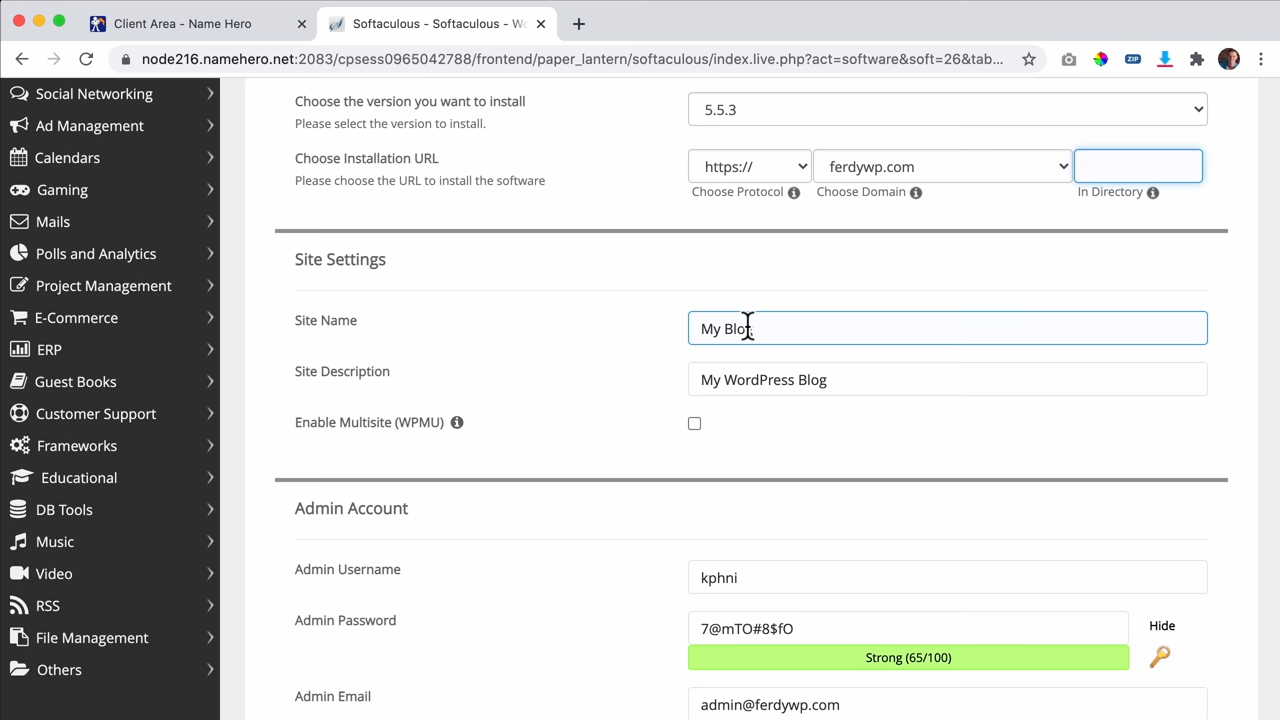 Client Area - Name Hero
Softaculous - Softaculous - Wo
node216.namehero.net:2083/cpsess0965042788/frontend/paper_lantern/softaculous/index.live.php?act=software&soft=26&tab...
ZIP
Social Networking
Ad Management
Calendars
Gaming
Mails
Polls and Analytics
Project Management
E-Commerce
ERP
Guest Books
Customer Support
Frameworks
Educational
DB Tools
Music
Video
RSS
File Management
Others
Choose the version you want to install
Please select the version to install.
5.5.3
Choose Installation URL
Please choose the URL to install the software
https://
ferdywp.com
Choose Protocol
Choose Domain
In Directory
Site Settings
Site Name
My Blog
Site Description
My WordPress Blog
Enable Multisite (WPMU)
Admin Account
Admin Username
kphni
Admin Password
7@mTO#8$fO
Hide
Strong (65/100)
Admin Email
admin@ferdywp.com